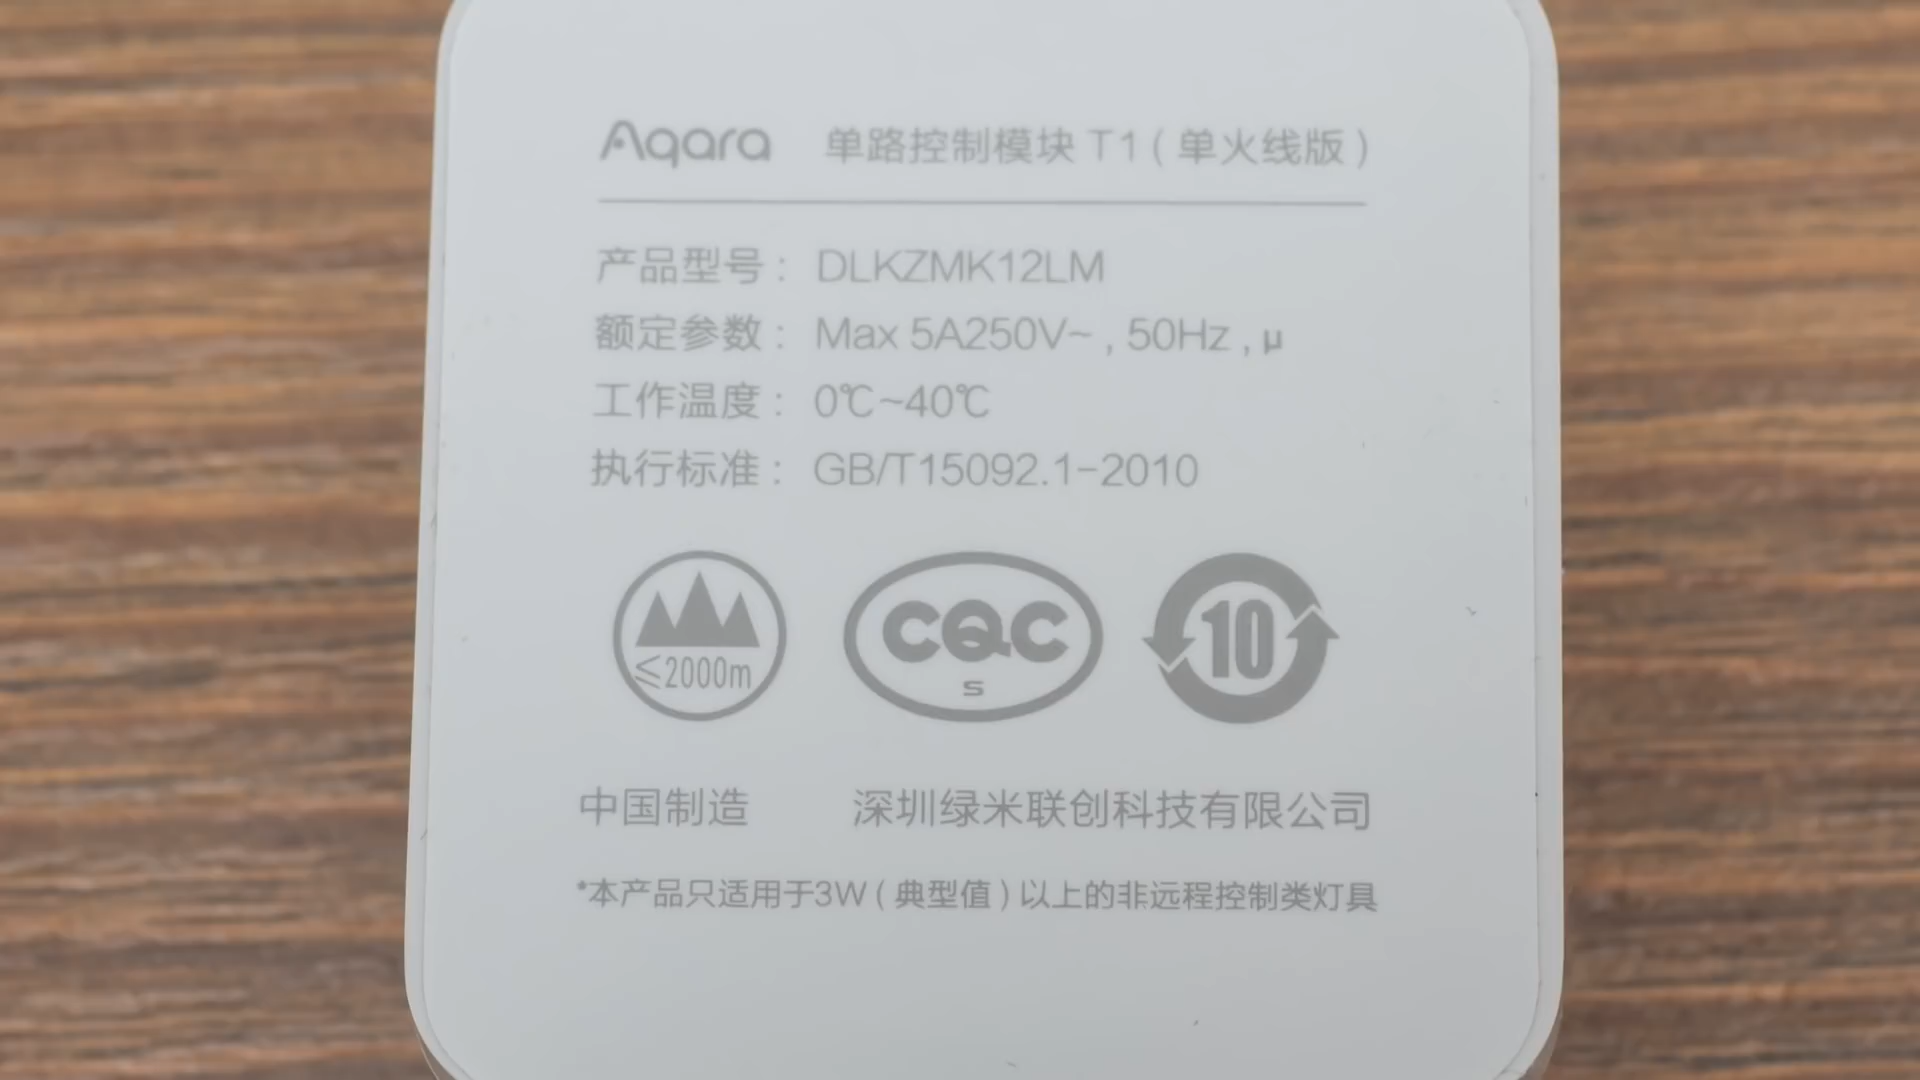 Aqara 单路控制模块 T1(单火线版)
产品型号: DLKZMK12LM
额定参数: Max 5A250V~, 50Hz, μ
工作温度: 0℃~40℃
执行标准: GB/T15092.1-2010
≤2000m CQC S 10
中国制造 深圳绿米联创科技有限公司
*本产品只适用于3W(典型值)以上的非远程控制类灯具